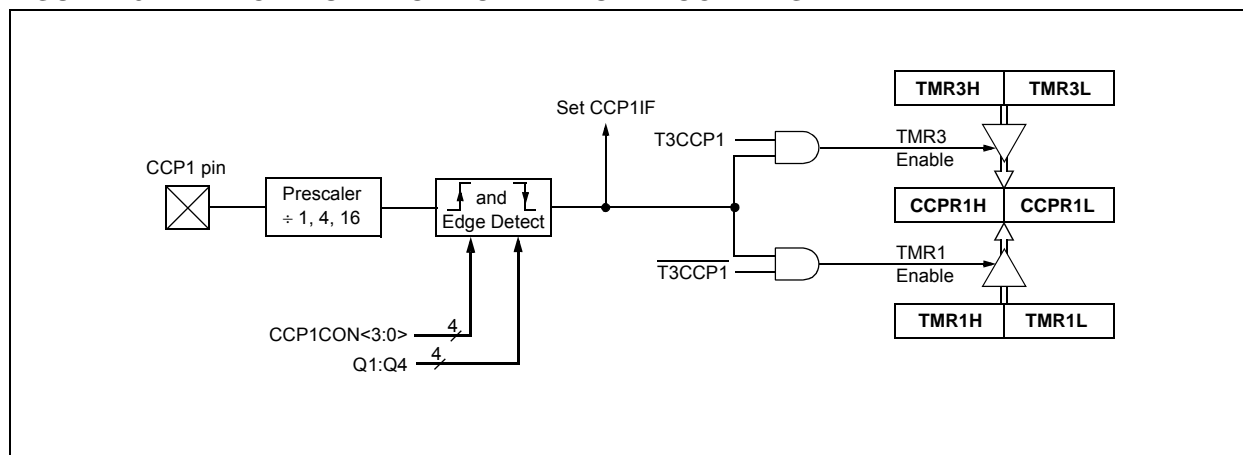 CCP1 pin
Prescaler
÷ 1, 4, 16
and
Edge Detect
Set CCP1IF
CCP1CON<3:0>
4
Q1:Q4
4
T3CCP1
TMR3
Enable
T3CCP1
TMR1
Enable
TMR3H TMR3L
CCPR1H CCPR1L
TMR1H TMR1L